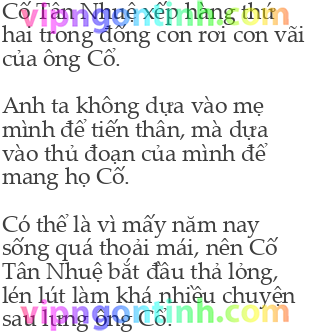 Cố Tân Nhuệ xếp hàng thứ
vipngontinh.com
hai trong đống con rơi con vãi
của ông Cổ.
Anh ta không dựa vào mẹ
mình để tiến thân, mà dựa
vào thủ đoạn của mình để
mang họ Cố.
Có thể là vì mấy năm nay
sống quá thoải mái, nên Cố
Tân Nhuệ bắt đầu thả lỏng,
lén lút làm khá nhiều chuyện
vipngontinh.com
sau lưng ông Cổ.